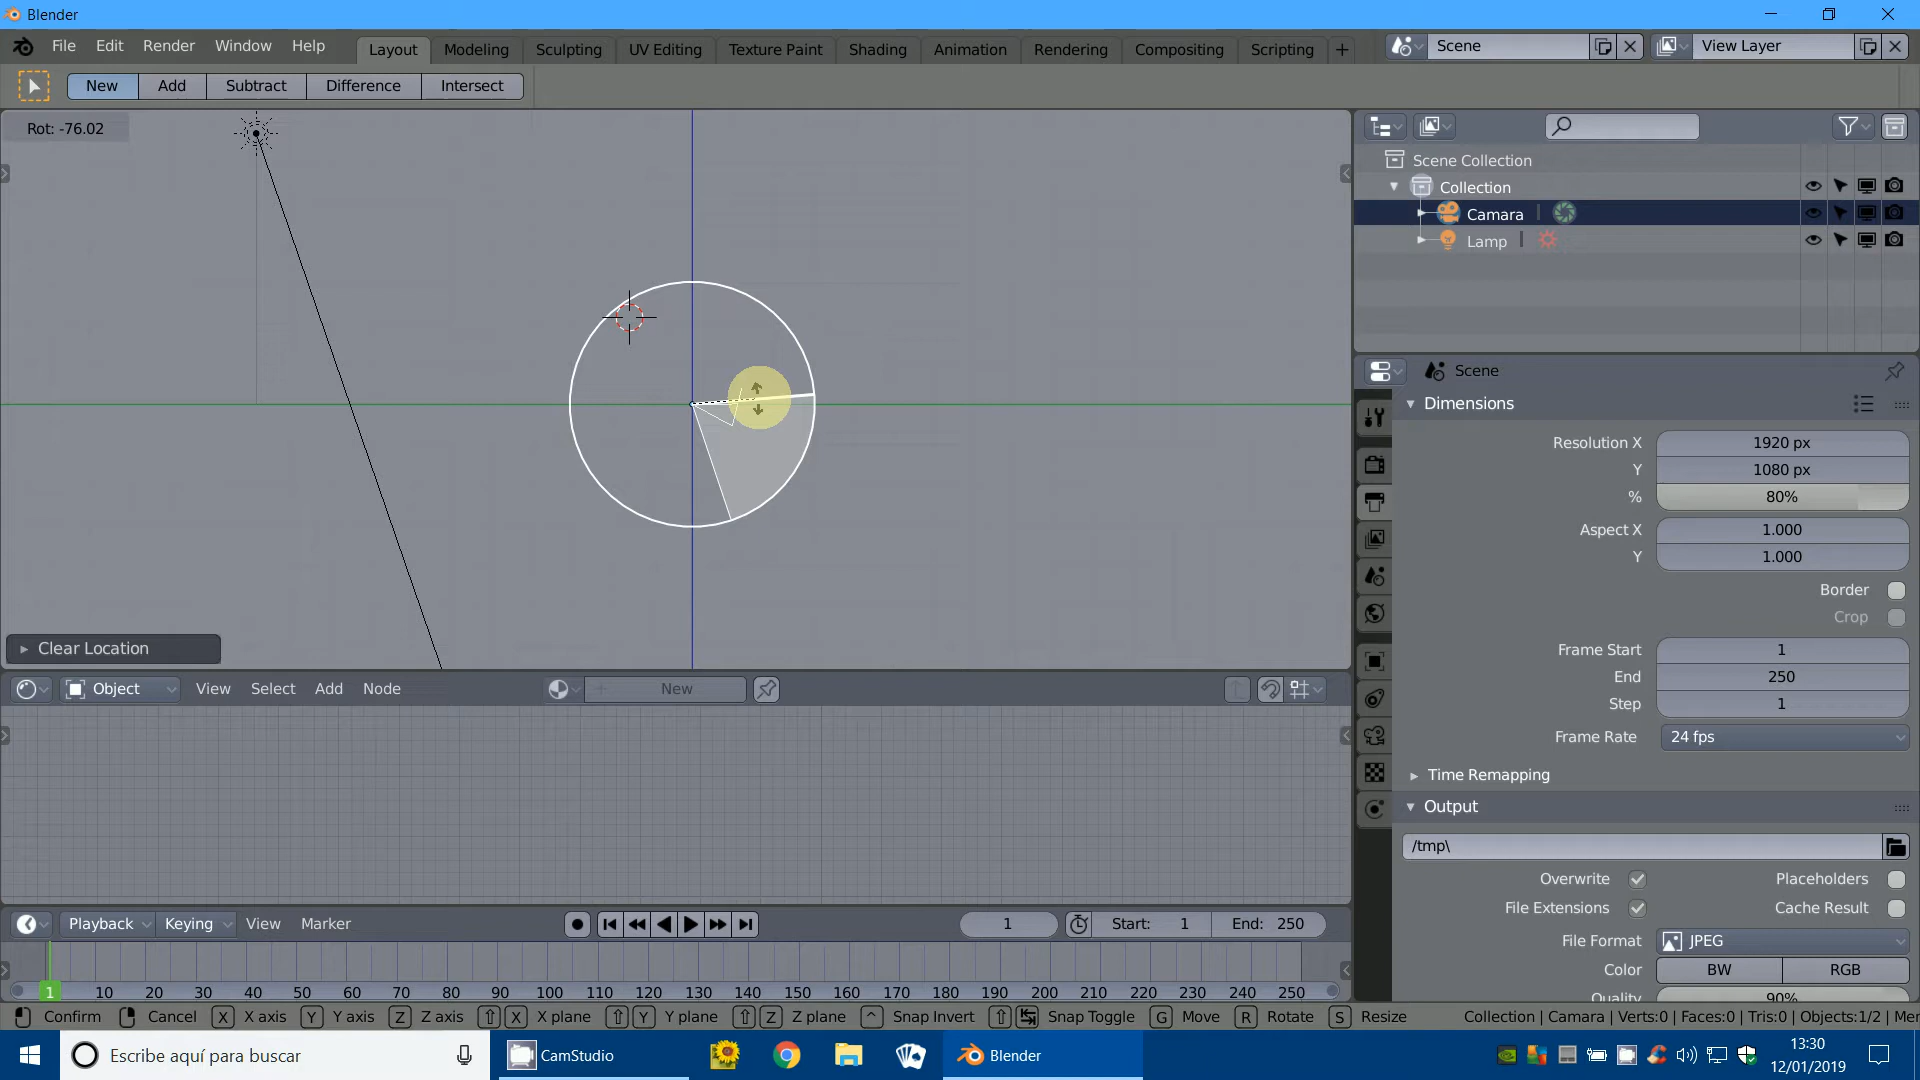 Blender
File Edit Render Window Help
Layout Modeling Sculpting UV Editing Texture Paint Shading Animation Rendering Compositing Scripting +
Scene
View Layer
New Add Subtract Difference Intersect
Rot: -76.02
Scene Collection
Collection
Camara
Lamp
Scene
Dimensions
Resolution X 1920 px
Y 1080 px
% 80%
Aspect X 1.000
Y 1.000
Border
Crop
Frame Start 1
End 250
Step 1
Frame Rate 24 fps
Time Remapping
Output
/tmp\
Overwrite Placeholders
File Extensions Cache Result
File Format JPEG
Color BW RGB
Quality 90%
Clear Location
Object View Select Add Node New
Playback Keying View Marker 1 Start: 1 End: 250
1 10 20 30 40 50 60 70 80 90 100 110 120 130 140 150 160 170 180 190 200 210 220 230 240 250
Confirm Cancel X X axis Y Y axis Z Z axis X X plane Y Y plane Z Z plane ^ Snap Invert Snap Toggle G Move R Rotate S Resize Collection | Camara | Verts:0 | Faces:0 | Tris:0 | Objects:1/2 | Mer
Escribe aquí para buscar
CamStudio
Blender
13:30
12/01/2019